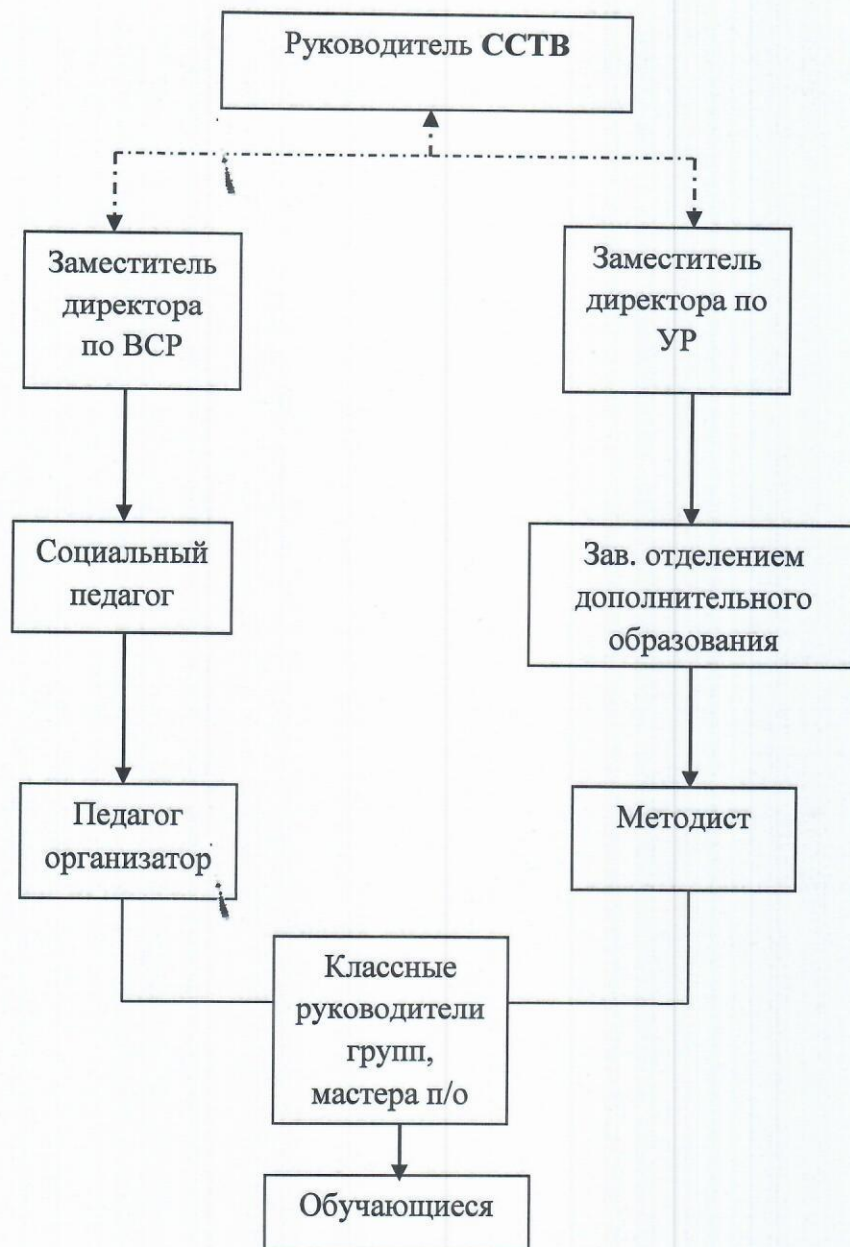 Руководитель ССТВ
Заместитель
директора
по ВСР
Заместитель
директора по
УР
Социальный
педагог
Зав. отделением
дополнительного
образования
Педагог
организатор
Методист
Классные
руководители
групп,
мастера п/о
Обучающиеся